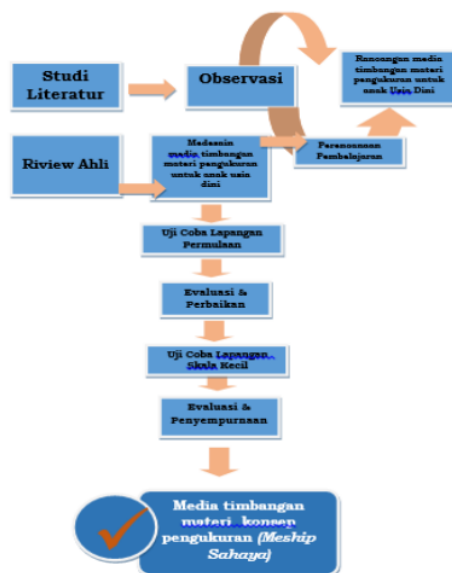 Studi
Literatur
Observasi
Rancangan media
timbangan materi
pengukuran untuk
anak Usia Dini
Riview Ahli
media timbangan
materi pengukuran
untuk anak usia
dini
Perencanaan
Pembelajaran
Uji Coba Lapangan
Permulaan
Evaluasi &
Perbaikan
Uji Coba Lapangan
Skala Kecil
Evaluasi &
Penyempurnaan
Media timbangan
materi konsep
pengukuran (Meship
Sahaya)